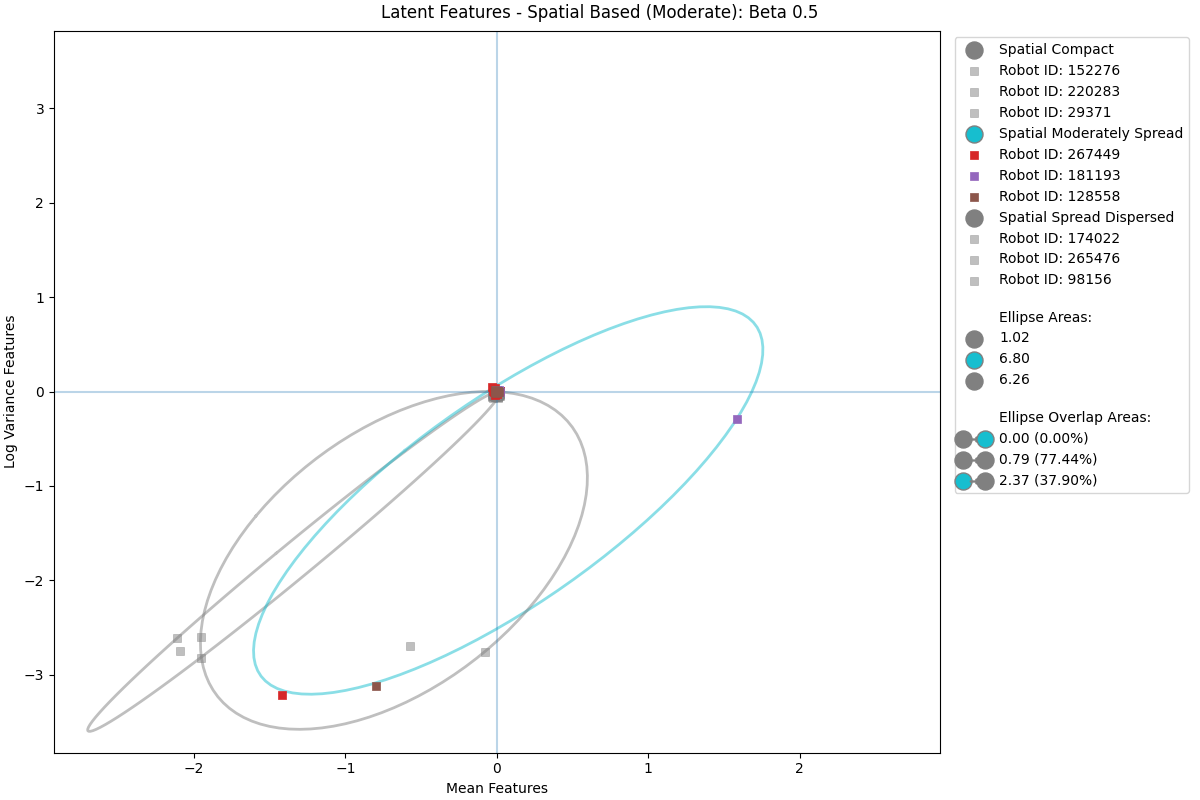 Latent Features - Spatial Based (Moderate): Beta 0.5
3
2
1
0
−1
−2
−3
−2
−1
0
1
2
Log Variance Features
Mean Features
Spatial Compact
Robot ID: 152276
Robot ID: 220283
Robot ID: 29371
Spatial Moderately Spread
Robot ID: 267449
Robot ID: 181193
Robot ID: 128558
Spatial Spread Dispersed
Robot ID: 174022
Robot ID: 265476
Robot ID: 98156
Ellipse Areas:
1.02
6.80
6.26
Ellipse Overlap Areas:
0.00 (0.00%)
0.79 (77.44%)
2.37 (37.90%)